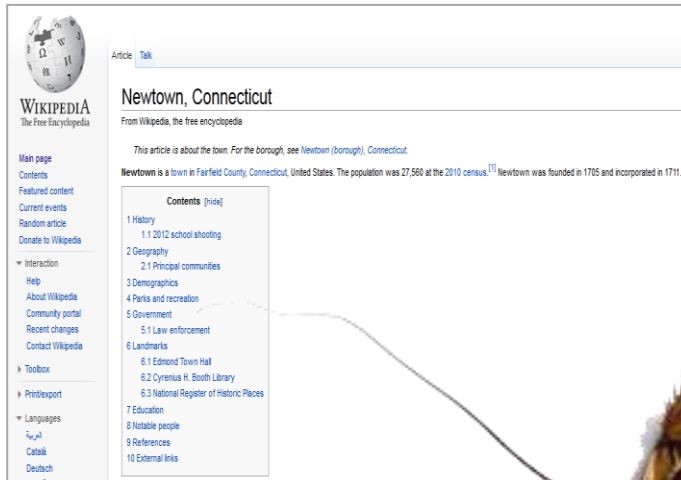 Article Talk
WIKIPEDIA
The Free Encyclopedia
Newtown, Connecticut
From Wikipedia, the free encyclopedia
This article is about the town. For the borough, see Newtown (borough), Connecticut.
Newtown is a town in Fairfield County, Connecticut, United States. The population was 27,560 at the 2010 census.[1] Newtown was founded in 1705 and incorporated in 1711.
Main page
Contents
Featured content
Current events
Random article
Donate to Wikipedia
Interaction
Help
About Wikipedia
Community portal
Recent changes
Contact Wikipedia
Toolbox
Print/export
Languages
العربية
Català
Deutsch
Contents [hide]
1 History
1.1 2012 school shooting
2 Geography
2.1 Principal communities
3 Demographics
4 Parks and recreation
5 Government
5.1 Law enforcement
6 Landmarks
6.1 Edmond Town Hall
6.2 Cyrenius H. Booth Library
6.3 National Register of Historic Places
7 Education
8 Notable people
9 References
10 External links